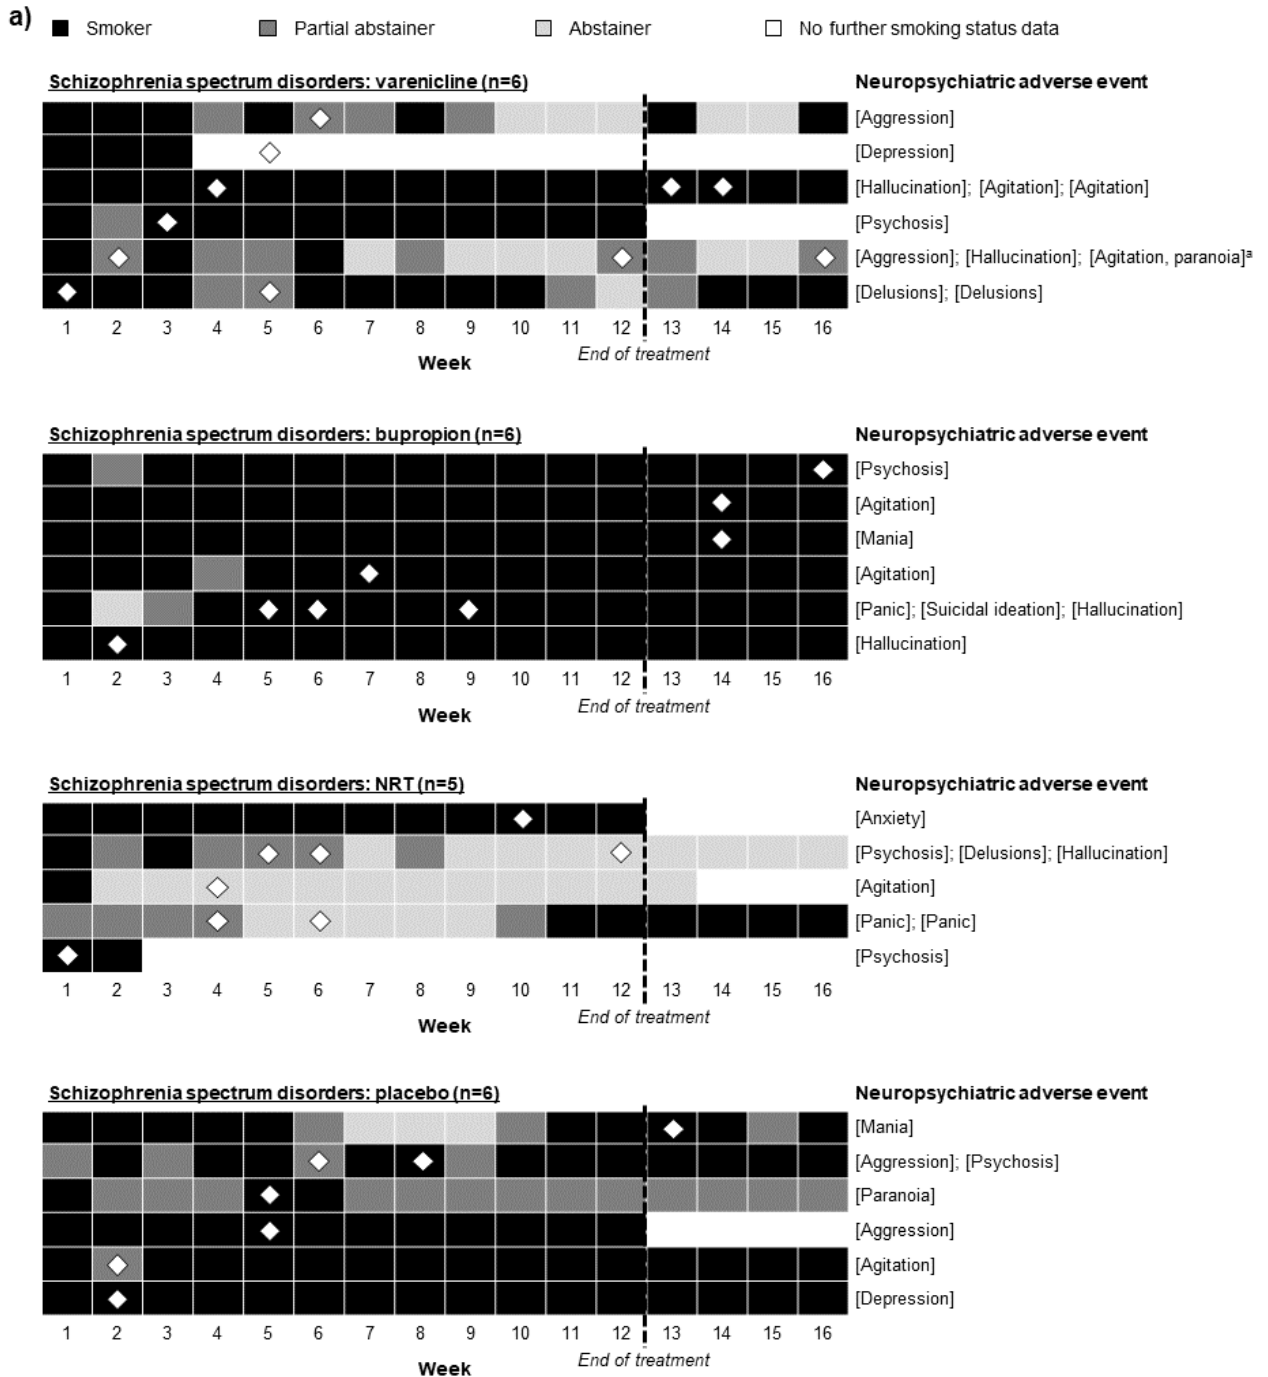 a)
Smoker Partial abstainer Abstainer No further smoking status data
Schizophrenia spectrum disorders: varenicline (n=6) Neuropsychiatric adverse event
[Aggression]
[Depression]
[Hallucination]; [Agitation]; [Agitation]
[Psychosis]
[Aggression]; [Hallucination]; [Agitation, paranoia]ª
[Delusions]; [Delusions]
1 2 3 4 5 6 7 8 9 10 11 12 13 14 15 16
End of treatment
Week
Schizophrenia spectrum disorders: bupropion (n=6) Neuropsychiatric adverse event
[Psychosis]
[Agitation]
[Mania]
[Agitation]
[Panic]; [Suicidal ideation]; [Hallucination]
[Hallucination]
1 2 3 4 5 6 7 8 9 10 11 12 13 14 15 16
End of treatment
Week
Schizophrenia spectrum disorders: NRT (n=5) Neuropsychiatric adverse event
[Anxiety]
[Psychosis]; [Delusions]; [Hallucination]
[Agitation]
[Panic]; [Panic]
[Psychosis]
1 2 3 4 5 6 7 8 9 10 11 12 13 14 15 16
End of treatment
Week
Schizophrenia spectrum disorders: placebo (n=6) Neuropsychiatric adverse event
[Mania]
[Aggression]; [Psychosis]
[Paranoia]
[Aggression]
[Agitation]
[Depression]
1 2 3 4 5 6 7 8 9 10 11 12 13 14 15 16
End of treatment
Week